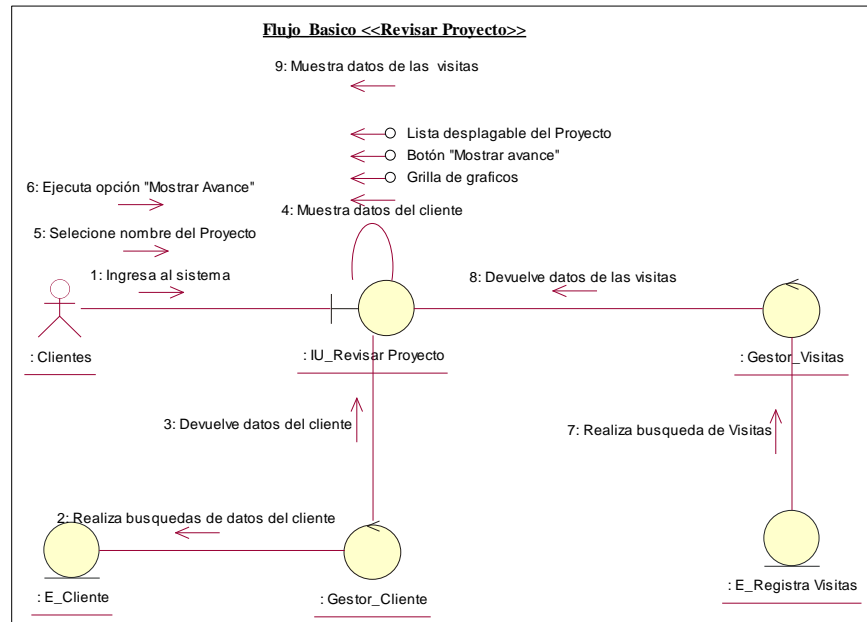 Flujo_Basico <<Revisar Proyecto>>
9: Muestra datos de las visitas
Lista desplagable del Proyecto
Botón "Mostrar avance"
Grilla de graficos
6: Ejecuta opción "Mostrar Avance"
4: Muestra datos del cliente
5: Selecione nombre del Proyecto
1: Ingresa al sistema
8: Devuelve datos de las visitas
: Clientes
: IU_Revisar Proyecto
: Gestor_Visitas
3: Devuelve datos del cliente
7: Realiza busqueda de Visitas
2: Realiza busquedas de datos del cliente
: E_Cliente
: Gestor_Cliente
: E_Registra Visitas